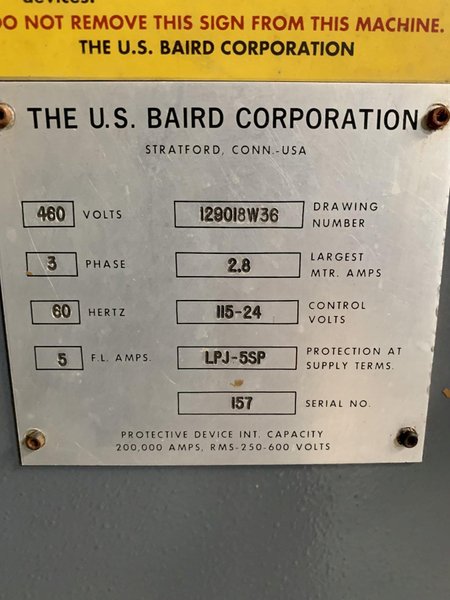 devices.
DO NOT REMOVE THIS SIGN FROM THIS MACHINE.
THE U.S. BAIRD CORPORATION
THE U.S. BAIRD CORPORATION
STRATFORD, CONN.-USA
460 VOLTS
129018W36 DRAWING NUMBER
3 PHASE
2.8 LARGEST MTR. AMPS
60 HERTZ
115-24 CONTROL VOLTS
5 F.L. AMPS.
LPJ-5SP PROTECTION AT SUPPLY TERMS.
157 SERIAL NO.
PROTECTIVE DEVICE INT. CAPACITY
200,000 AMPS, RMS-250-600 VOLTS